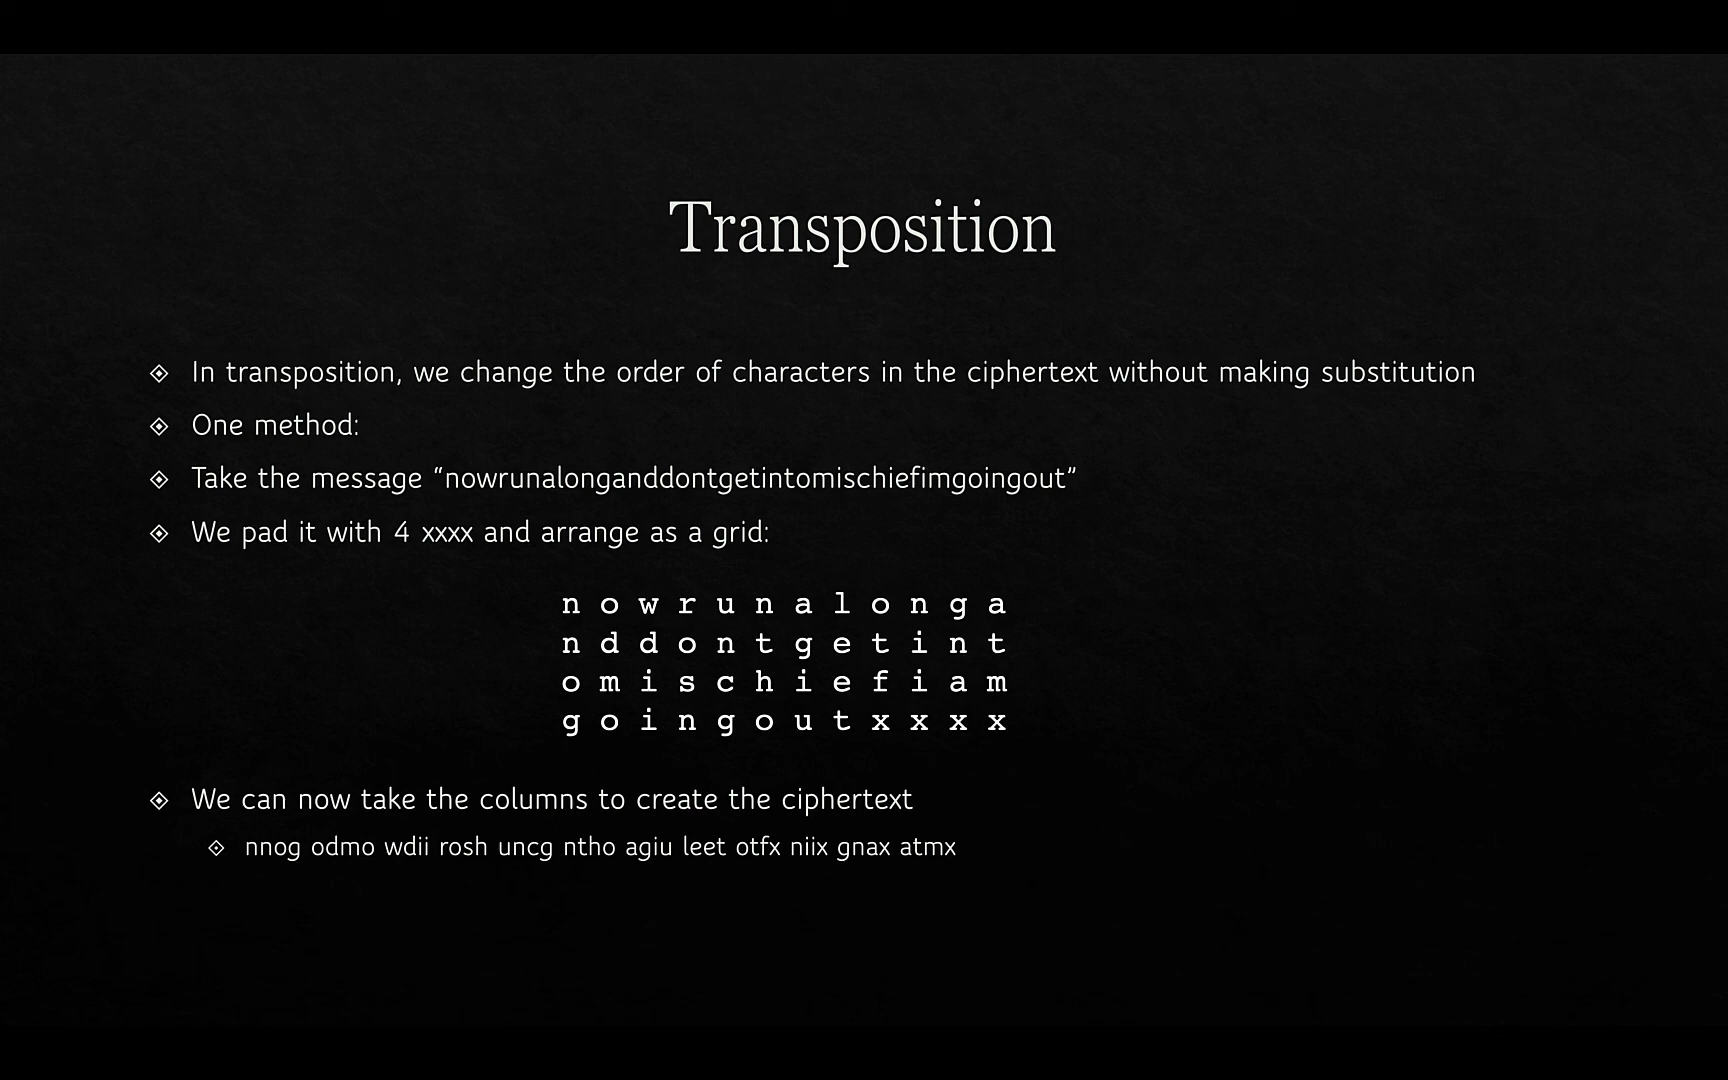 Transposition
In transposition, we change the order of characters in the ciphertext without making substitution
One method:
Take the message “nowrunalonganddontgetintomischiefimgoingout”
We pad it with 4 xxxx and arrange as a grid:
n o w r u n a l o n g a
n d d o n t g e t i n t
o m i s c h i e f i a m
g o i n g o u t x x x x
We can now take the columns to create the ciphertext
nnog odmo wdii rosh uncg ntho agiu leet otfx niix gnax atmx